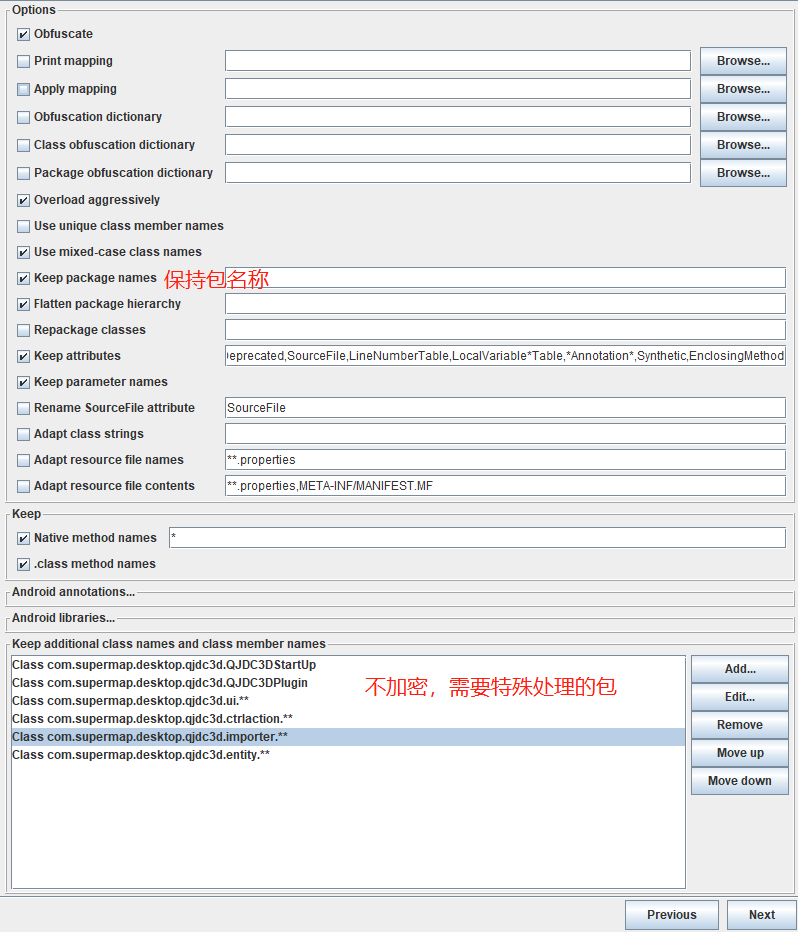 Options
Obfuscate
Print mapping Browse...
Apply mapping Browse...
Obfuscation dictionary Browse...
Class obfuscation dictionary Browse...
Package obfuscation dictionary Browse...
Overload aggressively
Use unique class member names
Use mixed-case class names
Keep package names 保持包名称
Flatten package hierarchy
Repackage classes
Keep attributes Deprecated,SourceFile,LineNumberTable,LocalVariable*Table,*Annotation*,Synthetic,EnclosingMethod
Keep parameter names
Rename SourceFile attribute SourceFile
Adapt class strings
Adapt resource file names **.properties
Adapt resource file contents **.properties,META-INF/MANIFEST.MF
Keep
Native method names *
.class method names
Android annotations...
Android libraries...
Keep additional class names and class member names
Class com.supermap.desktop.qjdc3d.QJDC3DStartUp Add...
Class com.supermap.desktop.qjdc3d.QJDC3DPlugin 不加密，需要特殊处理的包
Class com.supermap.desktop.qjdc3d.ui.** Edit...
Class com.supermap.desktop.qjdc3d.ctrlaction.** Remove
Class com.supermap.desktop.qjdc3d.importer.**
Class com.supermap.desktop.qjdc3d.entity.** Move up
Move down
Previous Next